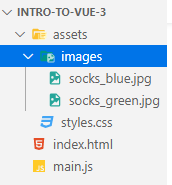 INTRO-TO-VUE-3
assets
images
socks_blue.jpg
socks_green.jpg
styles.css
index.html
main.js